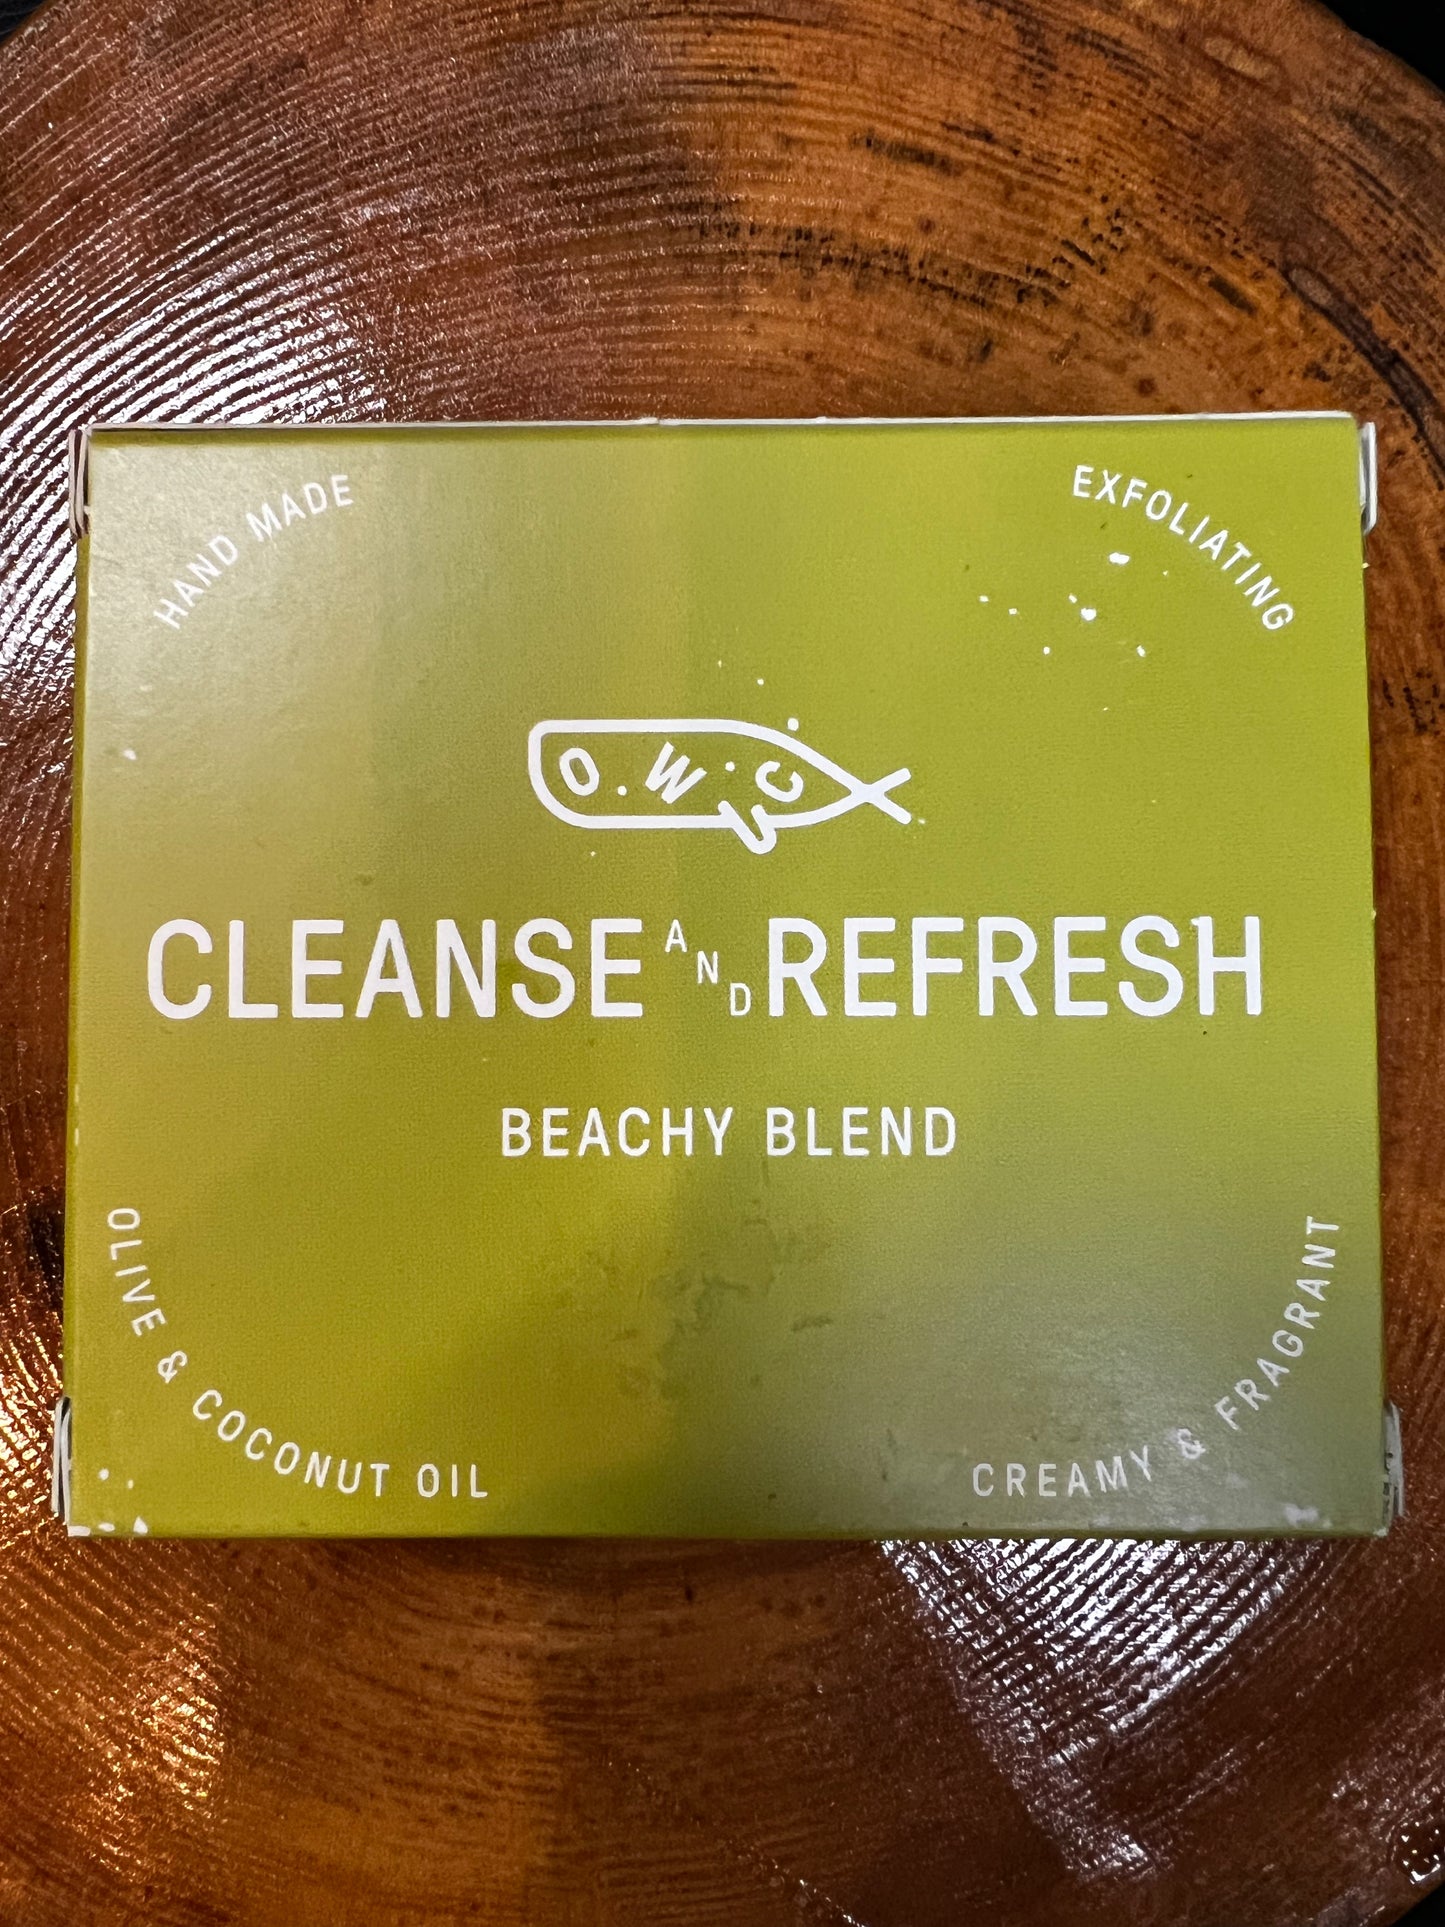 HAND MADE
EXFOLIATING
O.W.C
CLEANSE AND REFRESH
BEACHY BLEND
OLIVE & COCONUT OIL
CREAMY & FRAGRANT